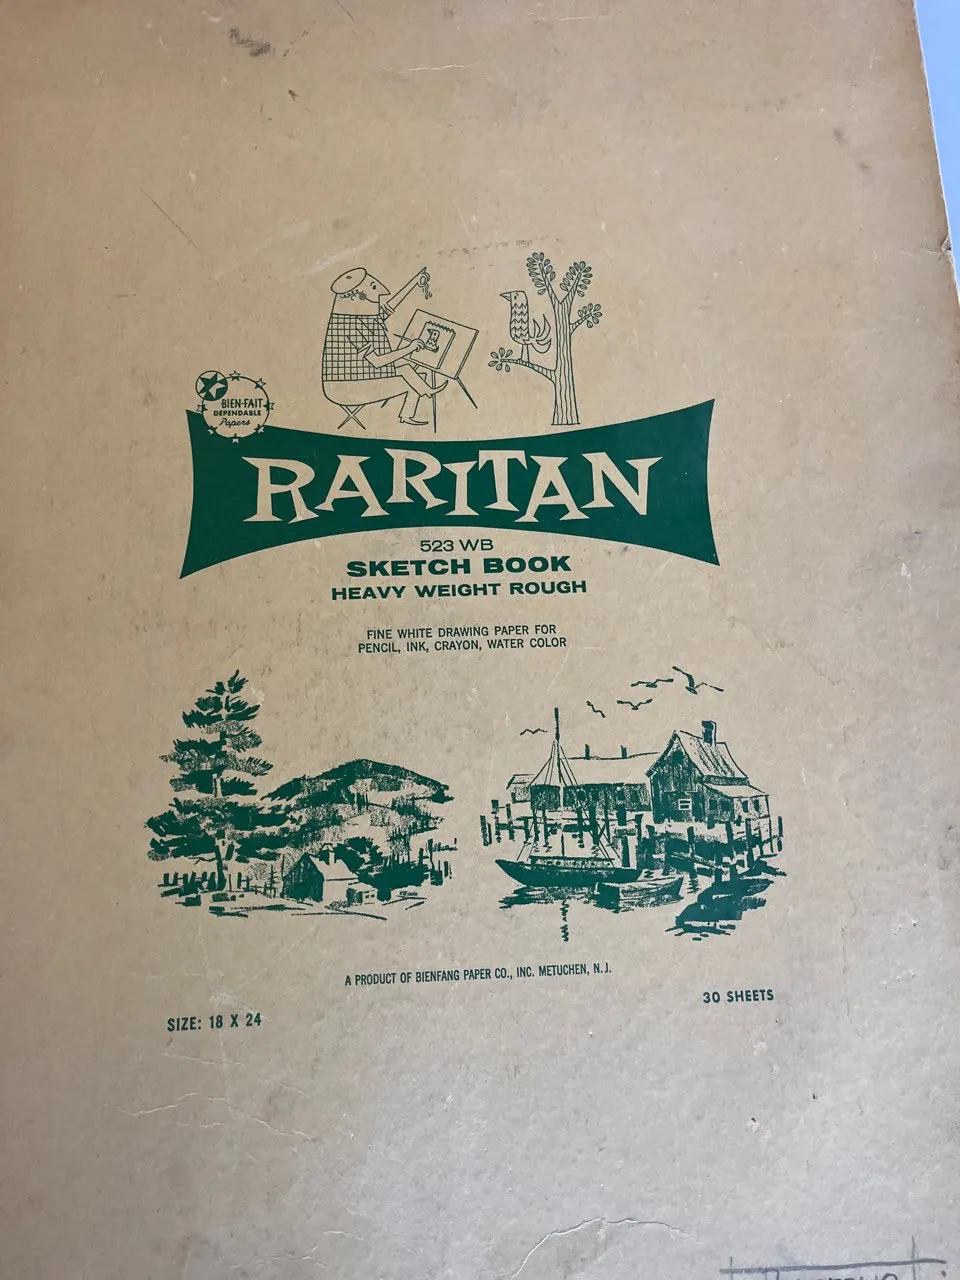 BIEN-FAIT
DEPENDABLE
Papers
RARITAN
523 WB
SKETCH BOOK
HEAVY WEIGHT ROUGH
FINE WHITE DRAWING PAPER FOR
PENCIL, INK, CRAYON, WATER COLOR
A PRODUCT OF BIENFANG PAPER CO., INC. METUCHEN, N.J.
30 SHEETS
SIZE: 18 X 24